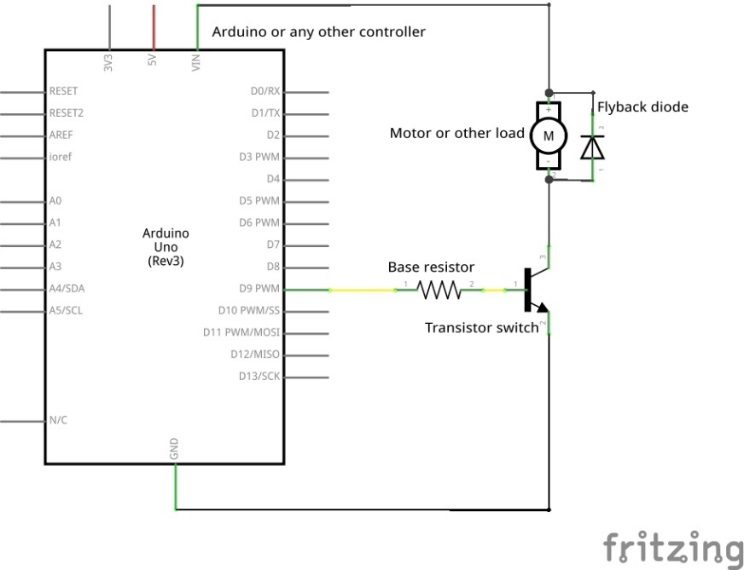 Arduino or any other controller
3V3
5V
VIN
RESET
RESET2
AREF
ioref
A0
A1
A2
A3
A4/SDA
A5/SCL
N/C
Arduino
Uno
(Rev3)
D0/RX
D1/TX
D2
D3 PWM
D4
D5 PWM
D6 PWM
D7
D8
D9 PWM
D10 PWM/SS
D11 PWM/MOSI
D12/MISO
D13/SCK
GND
Motor or other load
+
M
-
Flyback diode
2
1
Base resistor
1
2
1
3
2
Transistor switch
fritzing